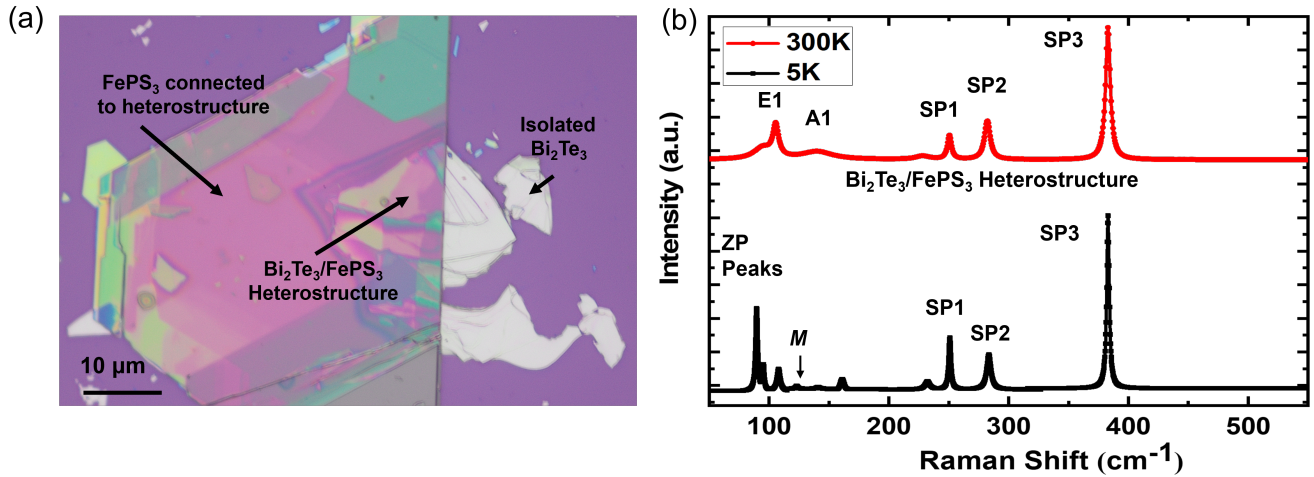 (a)
FePS₃ connected
to heterostructure
Isolated
Bi₂Te₃
Bi₂Te₃/FePS₃
Heterostructure
10 μm
(b)
300K
5K
E1
A1
SP1
SP2
SP3
Bi₂Te₃/FePS₃ Heterostructure
ZP
Peaks
M
SP1
SP2
SP3
Intensity (a.u.)
100 200 300 400 500
Raman Shift (cm⁻¹)